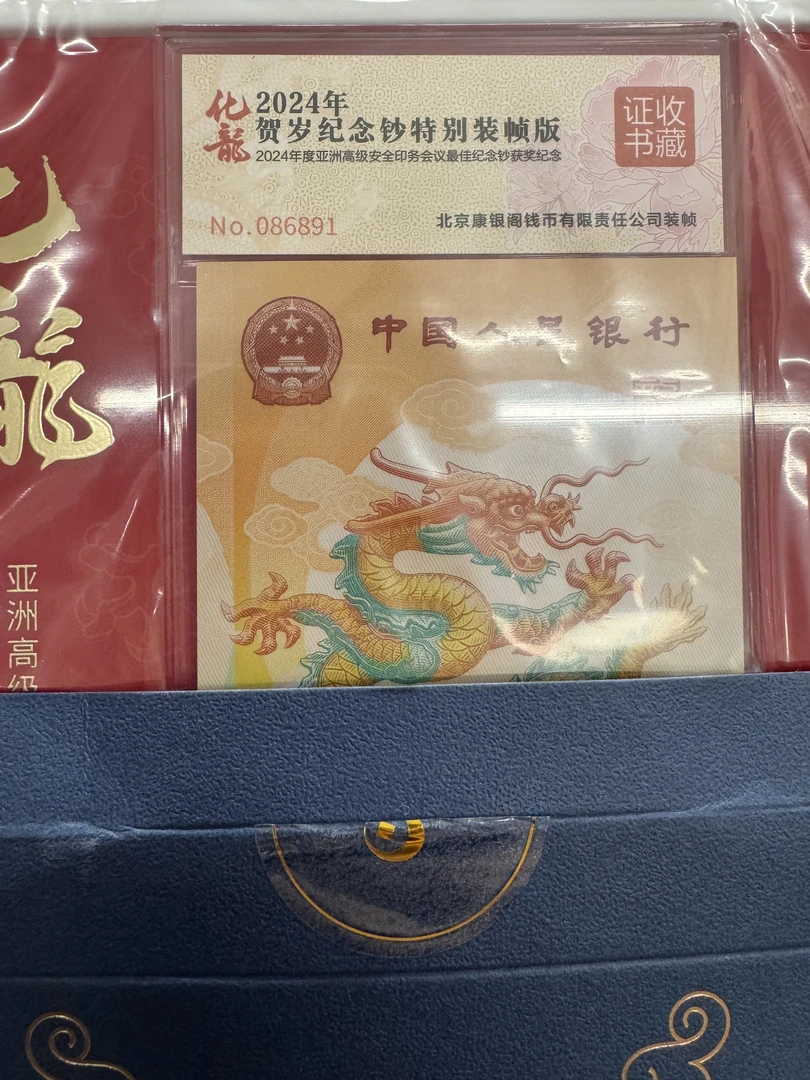 化龍
2024年
贺岁纪念钞特别装帧版
2024年度亚洲高级安全印务会议最佳纪念钞获奖纪念
收藏证书
No.086891
北京康银阁钱币有限责任公司装帧
中国人民银行
龍
亚洲高级